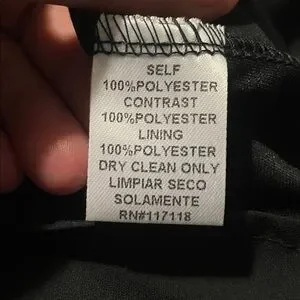 SELF
100%POLYESTER
CONTRAST
100%POLYESTER
LINING
100%POLYESTER
DRY CLEAN ONLY
LIMPIAR SECO
SOLAMENTE
RN#117118